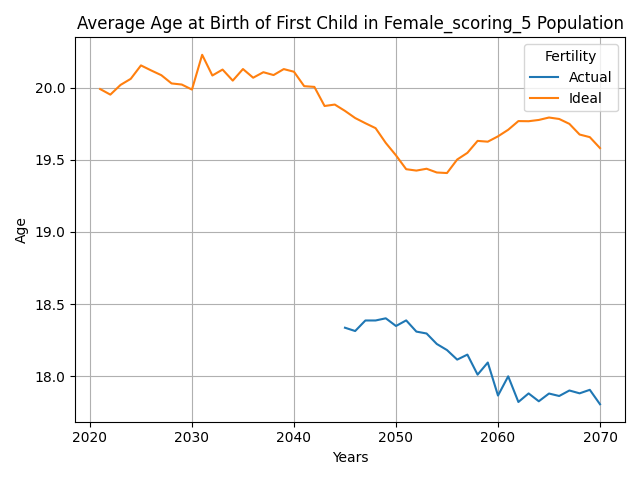 Average Age at Birth of First Child in Female_scoring_5 Population
Fertility
Actual
Ideal
Age
20.0
19.5
19.0
18.5
18.0
2020 2030 2040 2050 2060 2070
Years